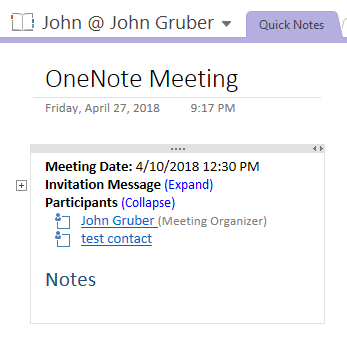 John @ John Gruber
Quick Notes
OneNote Meeting
Friday, April 27, 2018 9:17 PM
Meeting Date: 4/10/2018 12:30 PM
Invitation Message (Expand)
Participants (Collapse)
John Gruber (Meeting Organizer)
test contact
Notes